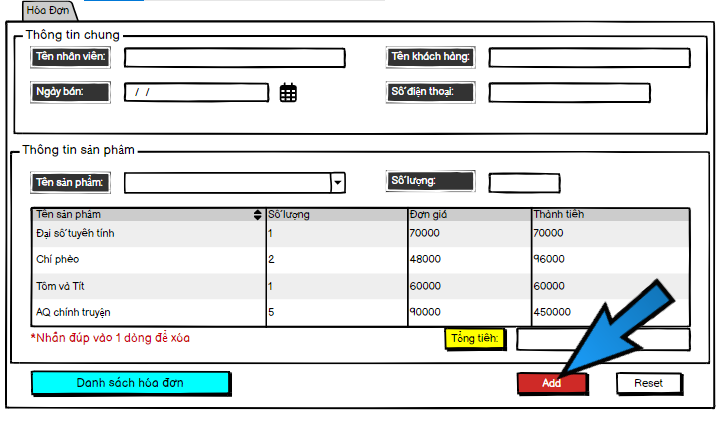 Hóa Đơn
Thông tin chung
Tên nhân viên:
Tên khách hàng:
Ngày bán:
/ /
Số điện thoại:
Thông tin sản phẩm
Tên sản phẩm:
Số lượng:
Tên sản phẩm Số lượng Đơn giá Thành tiền
Đại số tuyến tính 1 70000 70000
Chí phèo 2 48000 96000
Tôm và Tít 1 60000 60000
AQ chính truyện 5 90000 450000
*Nhấn đúp vào 1 dòng để xóa
Tổng tiền:
Danh sách hóa đơn
Add
Reset